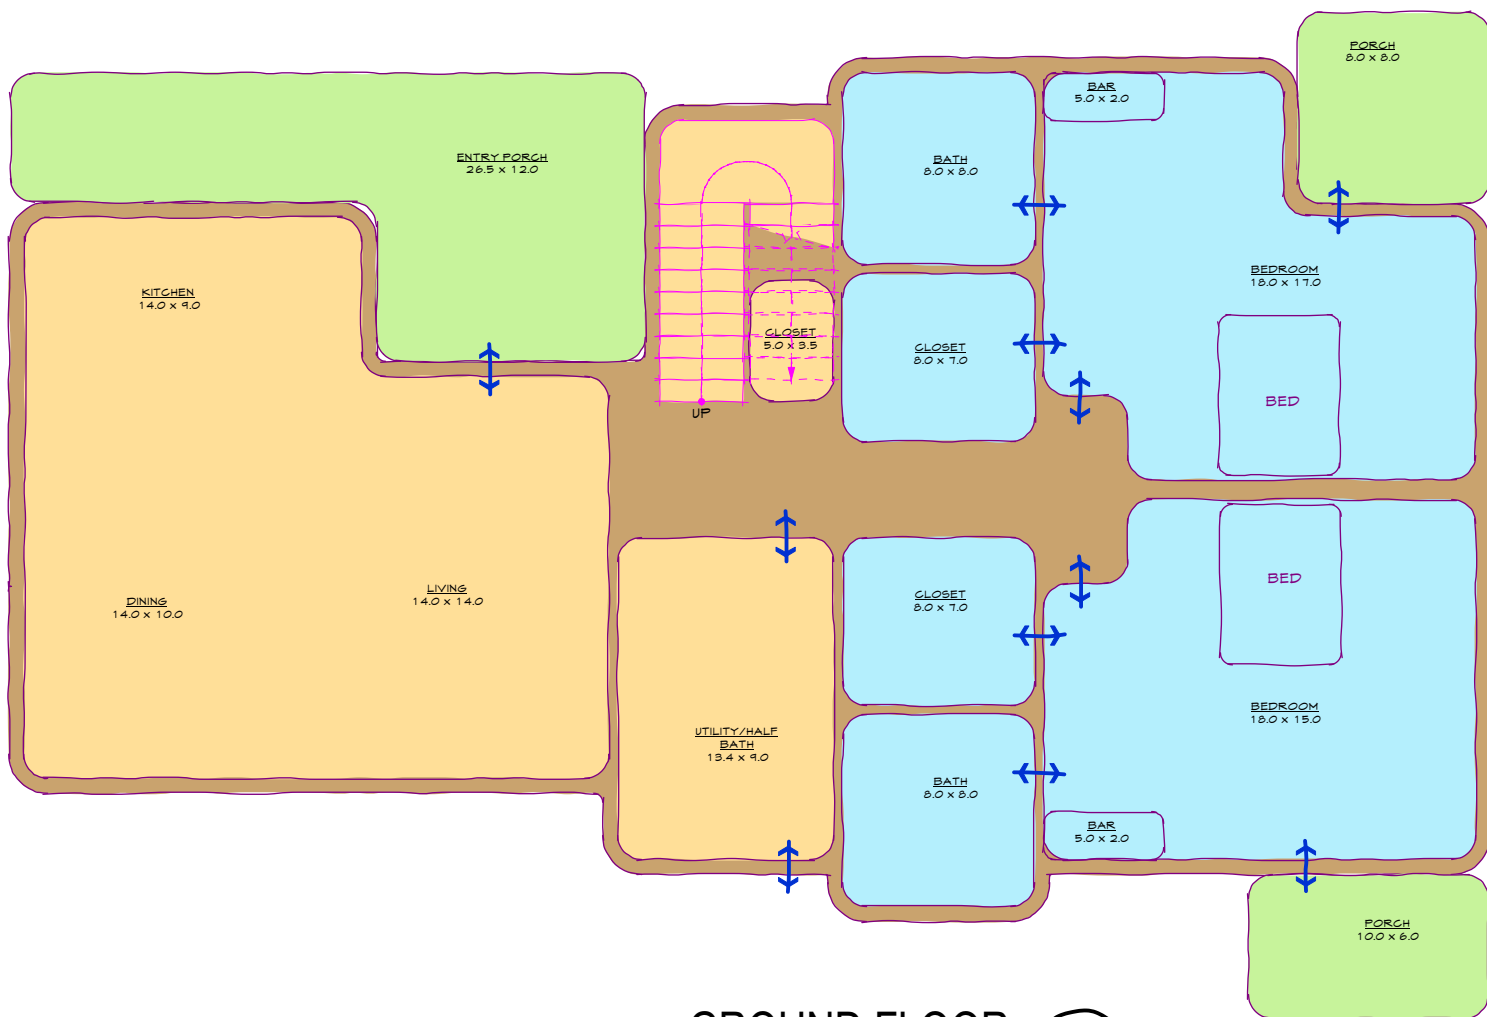 PORCH
8.0 x 8.0
BAR
5.0 x 2.0
ENTRY PORCH
26.5 x 12.0
BATH
8.0 x 8.0
BEDROOM
18.0 x 17.0
KITCHEN
14.0 x 9.0
CLOSET
5.0 x 3.5
CLOSET
8.0 x 7.0
BED
UP
BED
CLOSET
8.0 x 7.0
LIVING
14.0 x 14.0
DINING
14.0 x 10.0
BEDROOM
18.0 x 15.0
UTILITY/HALF
BATH
13.4 x 9.0
BATH
8.0 x 8.0
BAR
5.0 x 2.0
PORCH
10.0 x 6.0
GROUND FLOOR